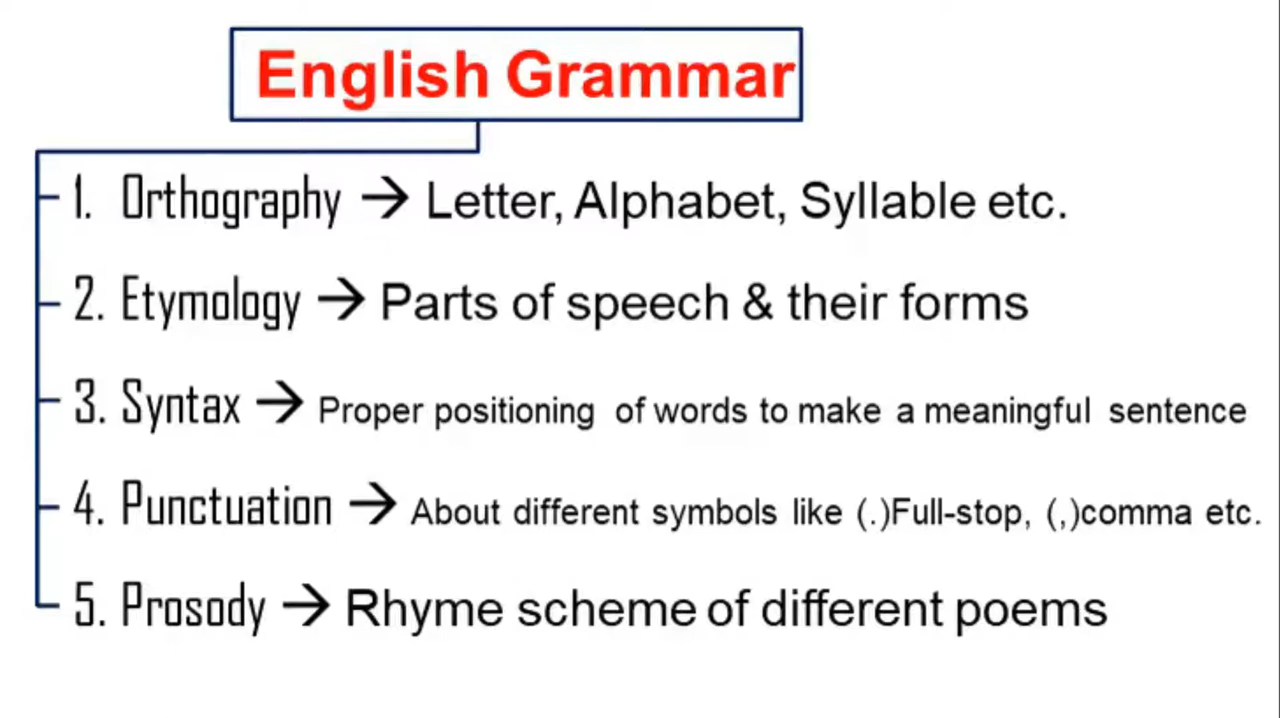 English Grammar
1. Orthography → Letter, Alphabet, Syllable etc.
2. Etymology → Parts of speech & their forms
3. Syntax → Proper positioning of words to make a meaningful sentence
4. Punctuation → About different symbols like (.)Full-stop, (,)comma etc.
5. Prosody → Rhyme scheme of different poems